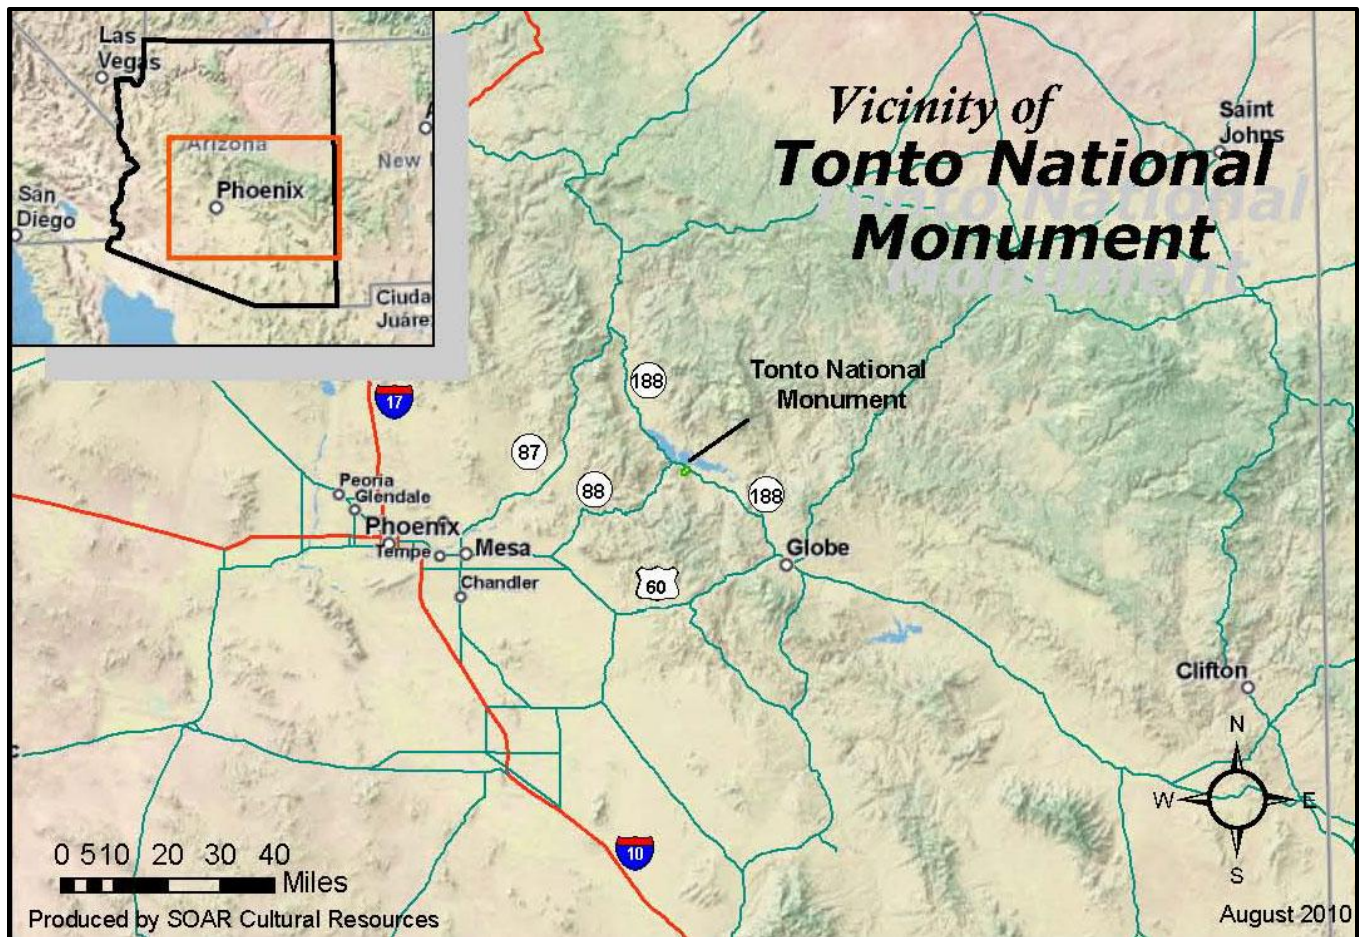 Las
Vegas
Arizona
New
Phoenix
San
Diego
Ciuda
Juáre
Vicinity of
Tonto National
Monument
Saint
Johns
188
Tonto National
Monument
17
87
88
188
Peoria
Glendale
Phoenix
Tempe
Mesa
Chandler
Globe
60
Clifton
N
W
E
S
10
0 5 10 20 30 40
Miles
Produced by SOAR Cultural Resources
August 2010